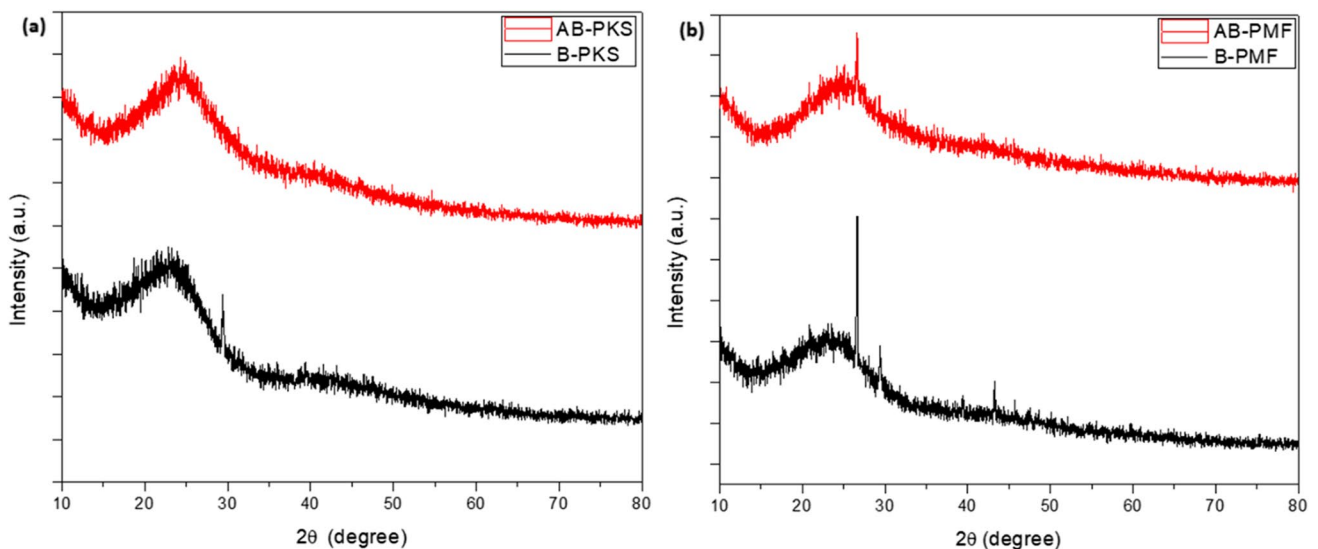 (a)
AB-PKS
B-PKS
Intensity (a.u.)
10 20 30 40 50 60 70 80
2θ (degree)
(b)
AB-PMF
B-PMF
Intensity (a.u.)
10 20 30 40 50 60 70 80
2θ (degree)